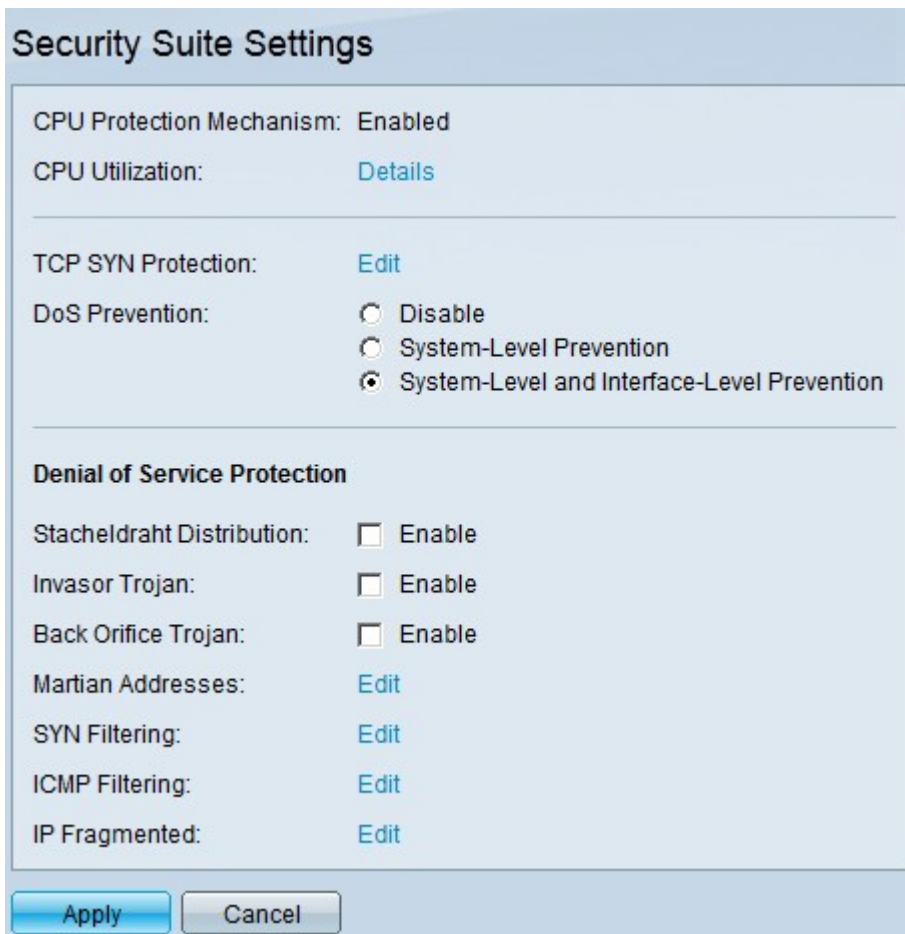 Security Suite Settings
CPU Protection Mechanism: Enabled
CPU Utilization: Details
TCP SYN Protection: Edit
DoS Prevention: Disable
System-Level Prevention
System-Level and Interface-Level Prevention
Denial of Service Protection
Stacheldraht Distribution: Enable
Invasor Trojan: Enable
Back Orifice Trojan: Enable
Martian Addresses: Edit
SYN Filtering: Edit
ICMP Filtering: Edit
IP Fragmented: Edit
Apply Cancel